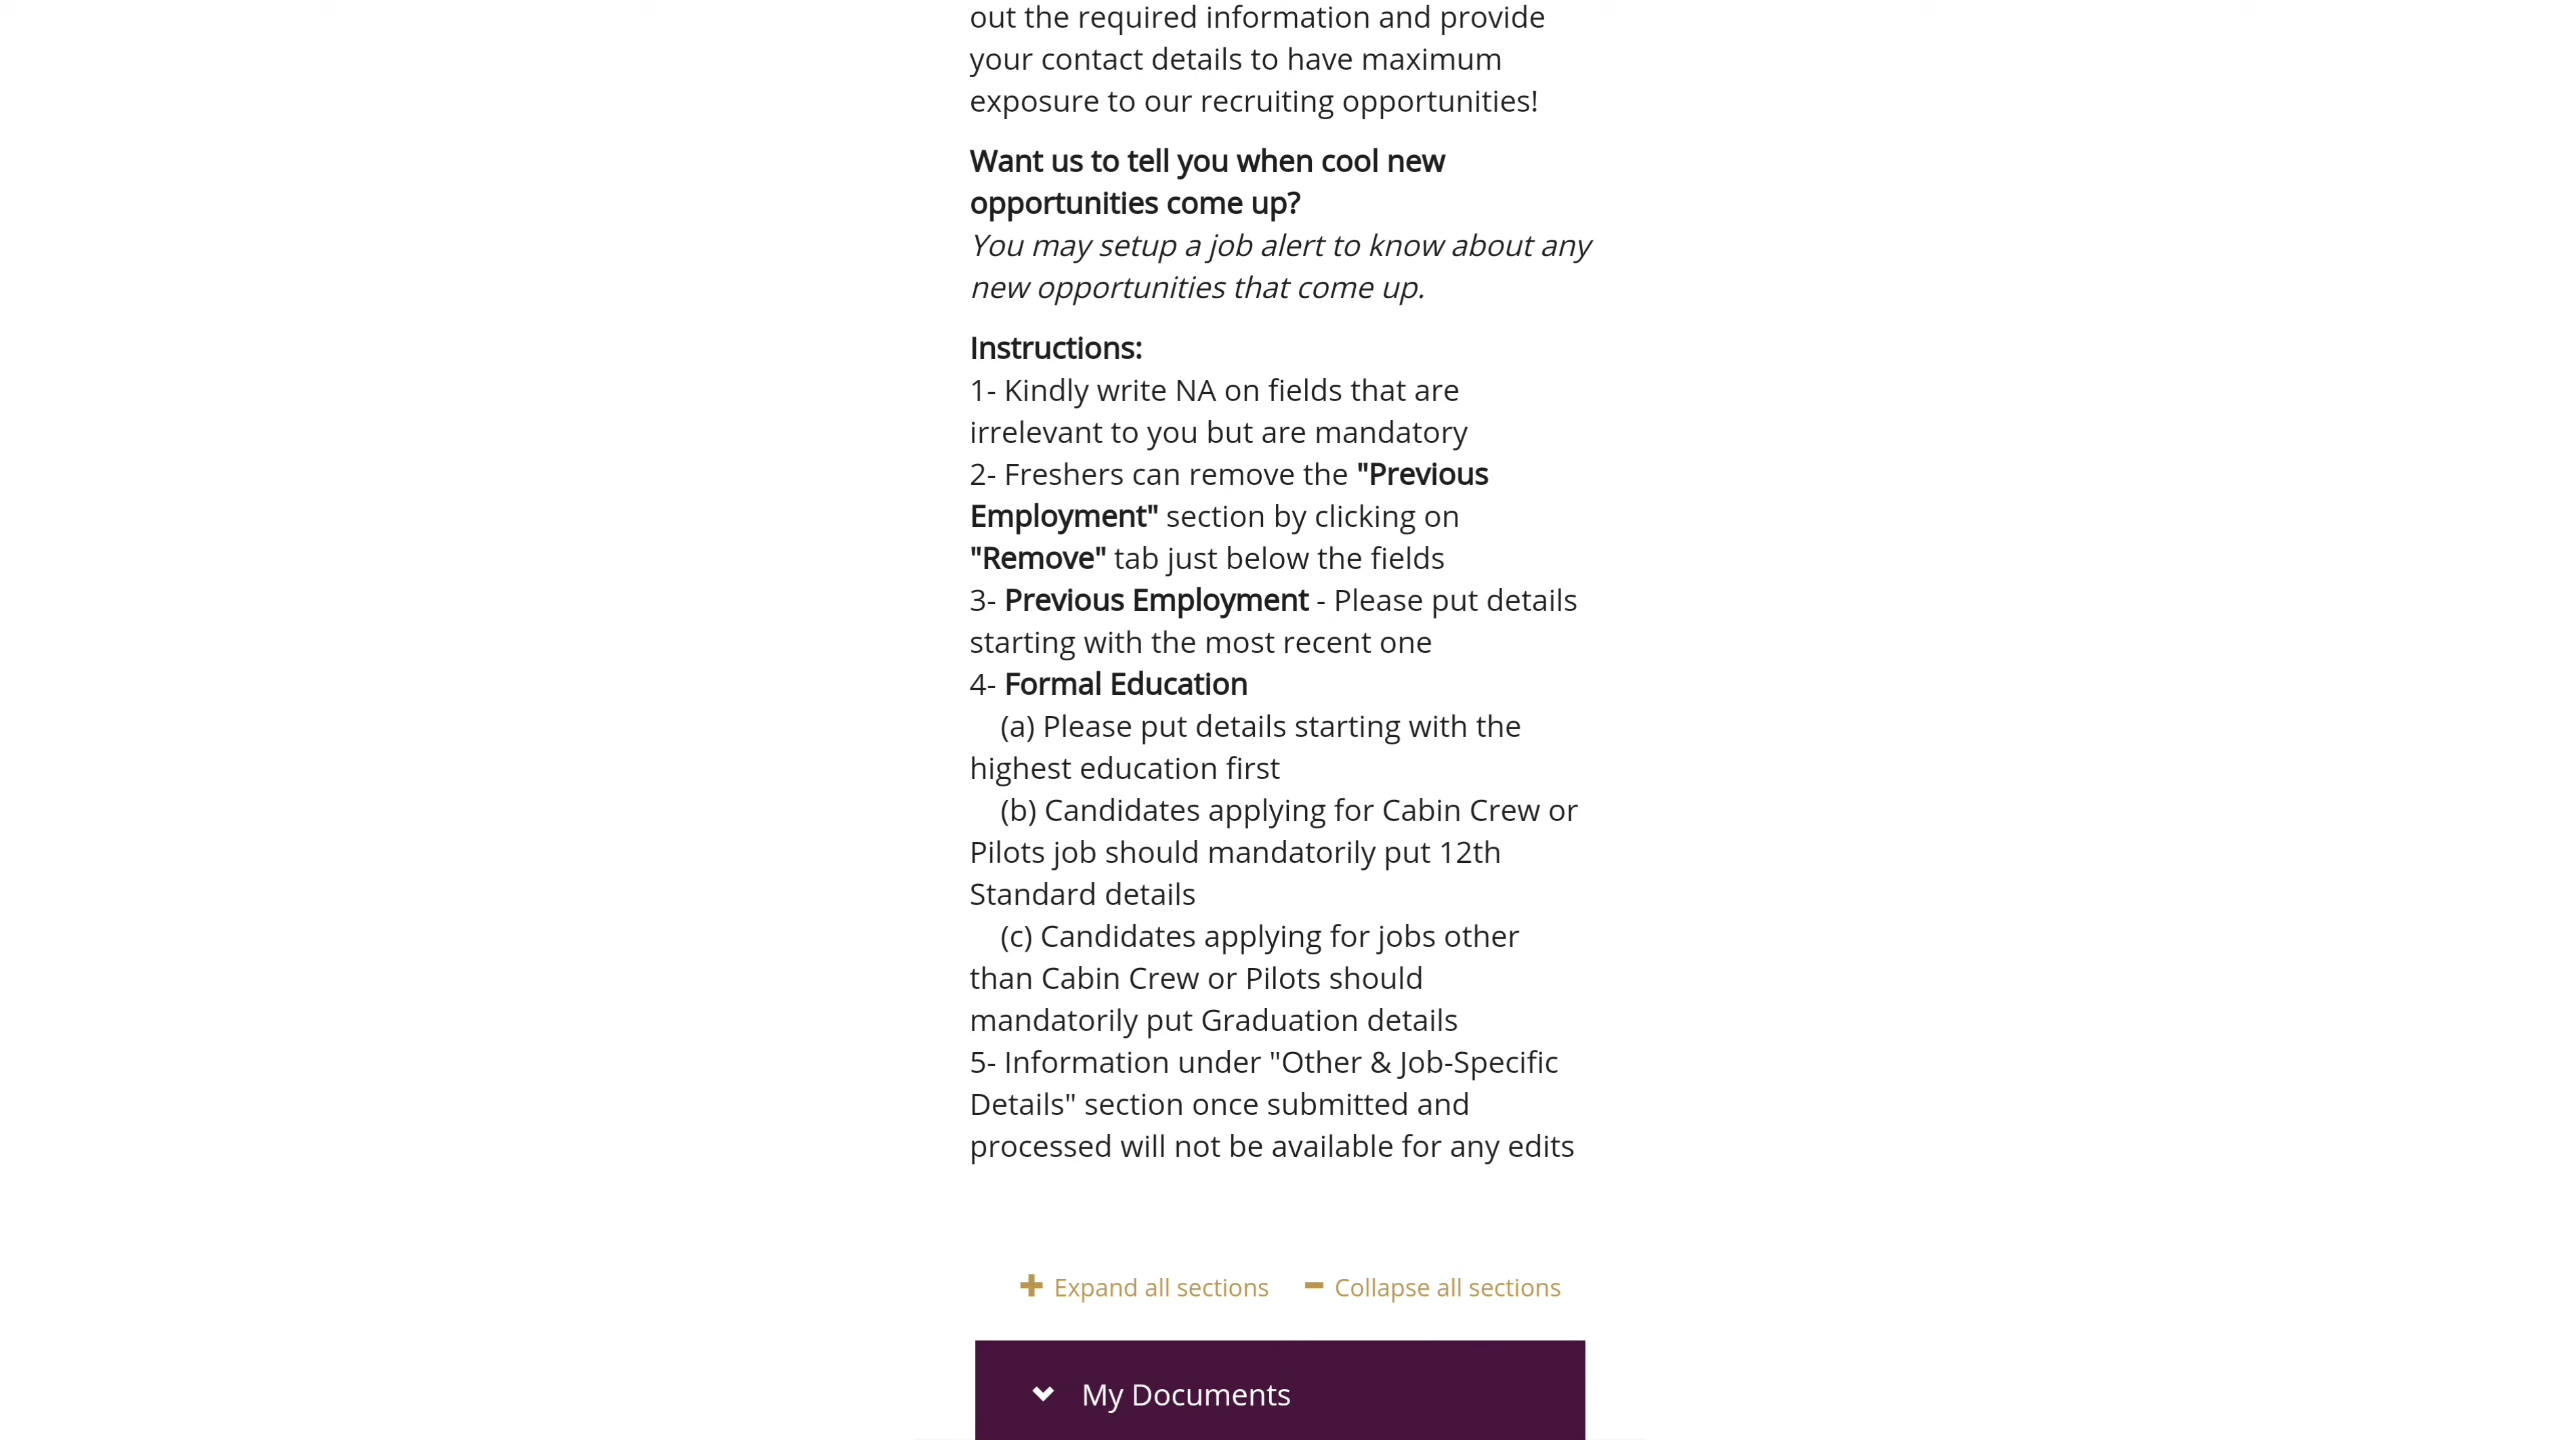 out the required information and provide
your contact details to have maximum
exposure to our recruiting opportunities!
Want us to tell you when cool new
opportunities come up?
You may setup a job alert to know about any
new opportunities that come up.
Instructions:
1- Kindly write NA on fields that are
irrelevant to you but are mandatory
2- Freshers can remove the "Previous
Employment" section by clicking on
"Remove" tab just below the fields
3- Previous Employment - Please put details
starting with the most recent one
4- Formal Education
(a) Please put details starting with the
highest education first
(b) Candidates applying for Cabin Crew or
Pilots job should mandatorily put 12th
Standard details
(c) Candidates applying for jobs other
than Cabin Crew or Pilots should
mandatorily put Graduation details
5- Information under "Other & Job-Specific
Details" section once submitted and
processed will not be available for any edits
Expand all sections Collapse all sections
My Documents